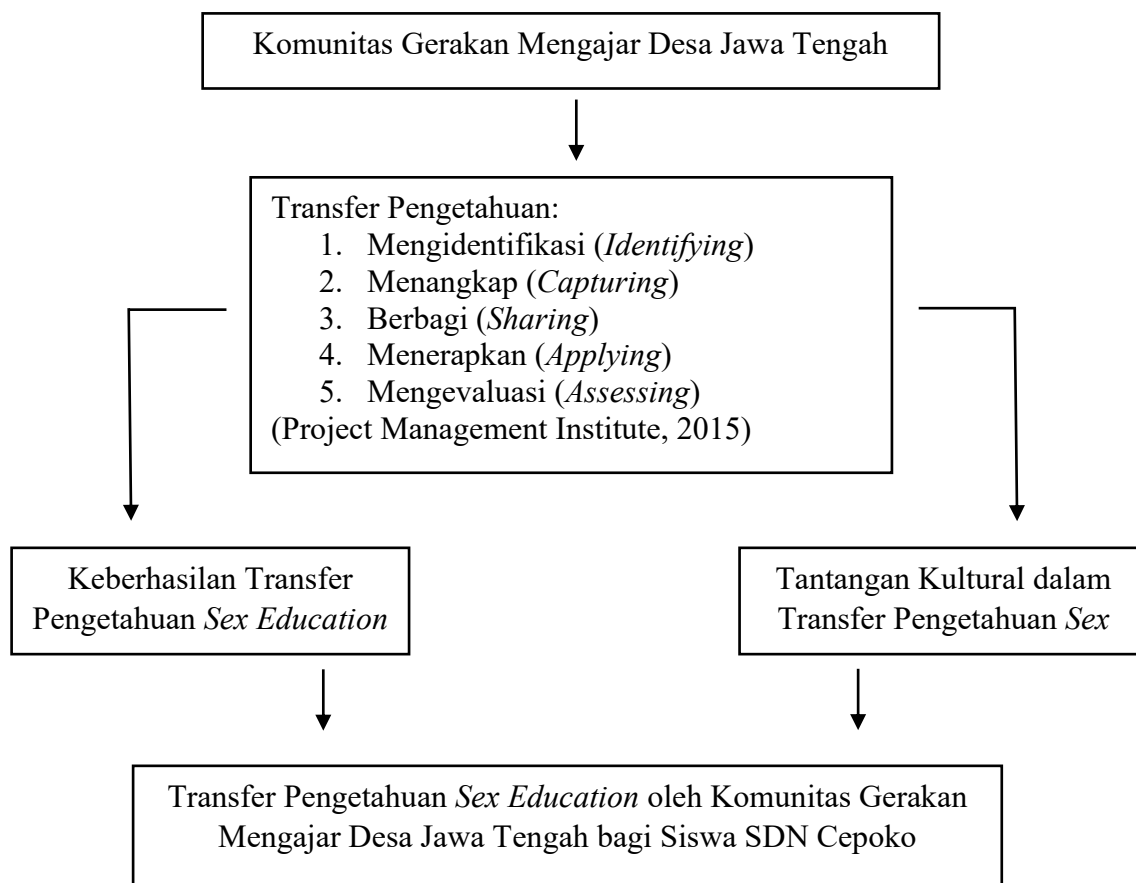 Komunitas Gerakan Mengajar Desa Jawa Tengah
Transfer Pengetahuan:
1. Mengidentifikasi (Identifying)
2. Menangkap (Capturing)
3. Berbagi (Sharing)
4. Menerapkan (Applying)
5. Mengevaluasi (Assessing)
(Project Management Institute, 2015)
Keberhasilan Transfer
Pengetahuan Sex Education
Tantangan Kultural dalam
Transfer Pengetahuan Sex
Transfer Pengetahuan Sex Education oleh Komunitas Gerakan
Mengajar Desa Jawa Tengah bagi Siswa SDN Cepoko